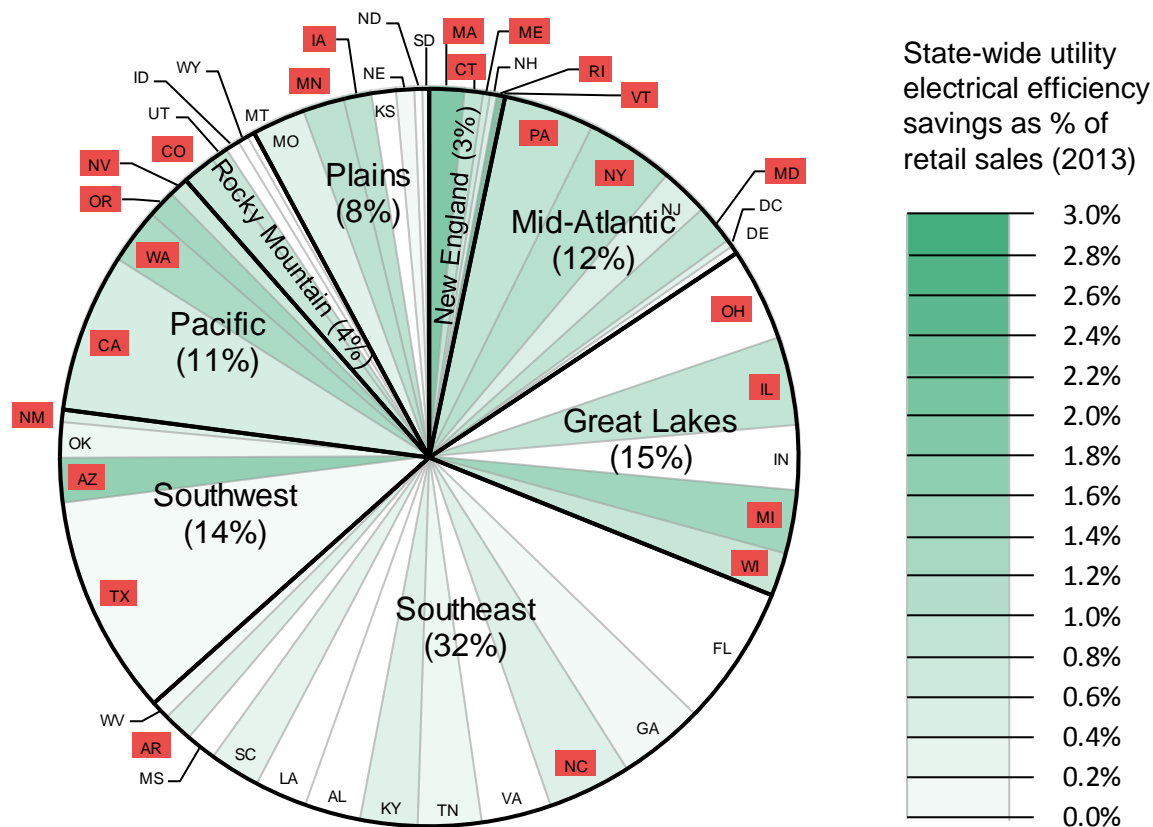 ND
SD
MA
ME
IA
WY
NE
CT
NH
RI
ID
MN
VT
UT
MT
KS
CO
MO
PA
NV
NY
MD
OR
Plains
(8%)
Rocky Mountain (4%)
New England (3%)
NJ
DC
DE
Mid-Atlantic
(12%)
WA
OH
Pacific
(11%)
CA
IL
NM
Great Lakes
(15%)
OK
IN
AZ
Southwest
(14%)
MI
WI
TX
Southeast
(32%)
FL
WV
GA
AR
MS
SC
NC
LA
AL
KY
TN
VA
State-wide utility
electrical efficiency
savings as % of
retail sales (2013)
3.0%
2.8%
2.6%
2.4%
2.2%
2.0%
1.8%
1.6%
1.4%
1.2%
1.0%
0.8%
0.6%
0.4%
0.2%
0.0%